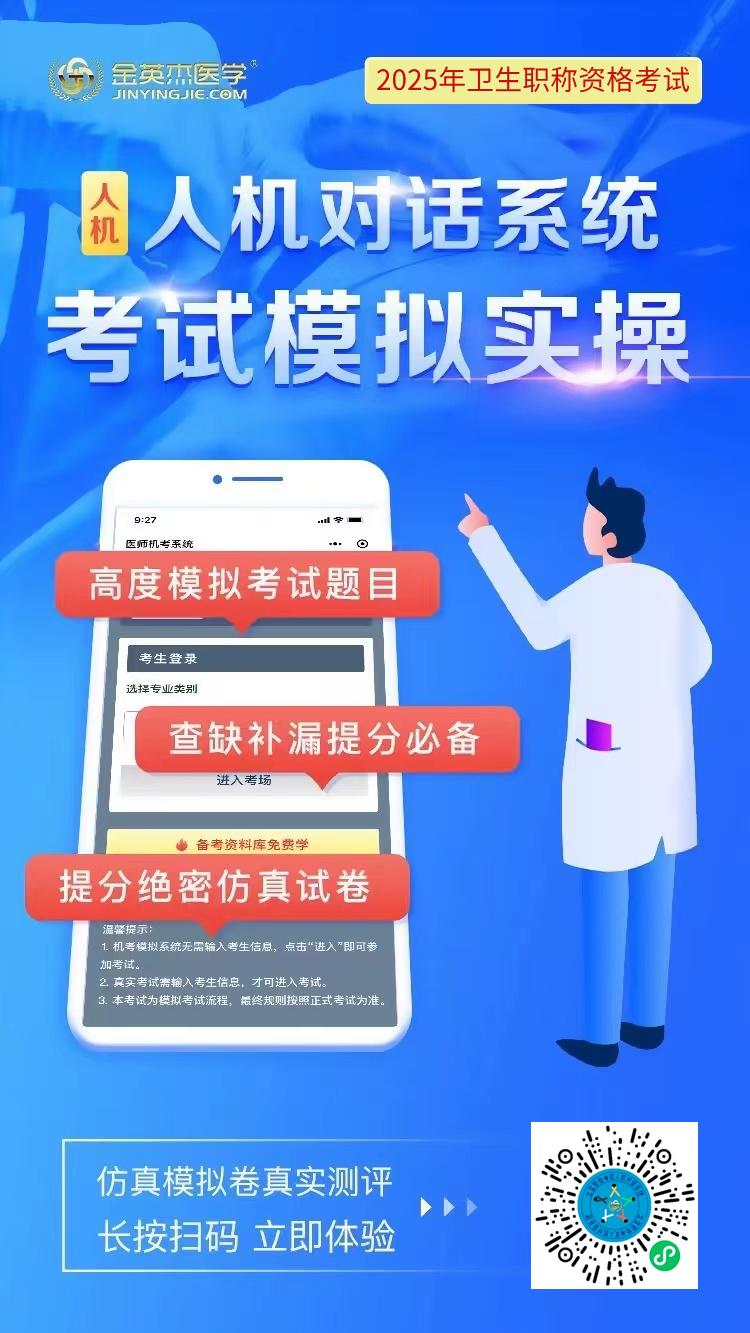 金英杰医学®
JINYINGJIE.COM
2025年卫生职称资格考试
人机
人机对话系统
考试模拟实操
9:27
医师机考系统
高度模拟考试题目
考生登录
选择专业类别
查缺补漏提分必备
进入考场
备考资料库免费学
提分绝密仿真试卷
温馨提示:
1. 机考模拟系统无需输入考生信息，点击“进入”即可参
加考试。
2. 真实考试需输入考生信息，才可进入考试。
3. 本考试为模拟考试流程，最终规则按照正式考试为准。
仿真模拟卷真实测评
长按扫码 立即体验